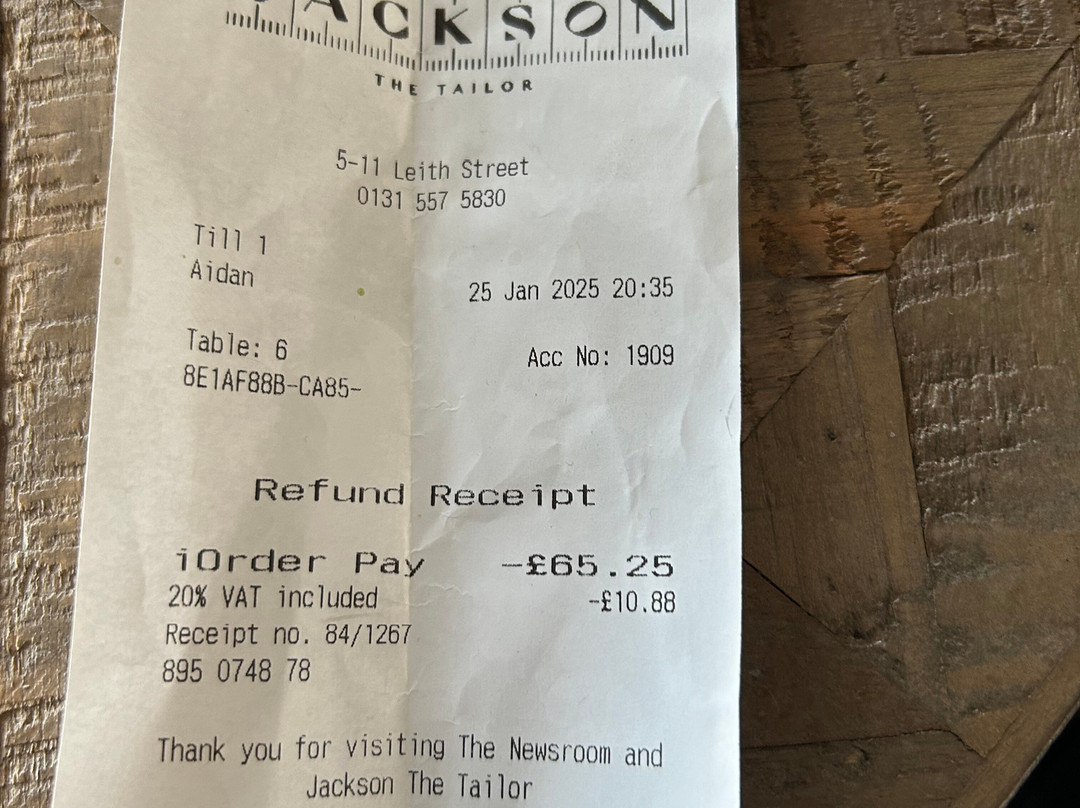 JACKSON
THE TAILOR
5-11 Leith Street
0131 557 5830
Till 1
Aidan
25 Jan 2025 20:35
Table: 6
Acc No: 1909
8E1AF88B-CA85-
Refund Receipt
iOrder Pay -£65.25
20% VAT included -£10.88
Receipt no. 84/1267
895 0748 78
Thank you for visiting The Newsroom and
Jackson The Tailor